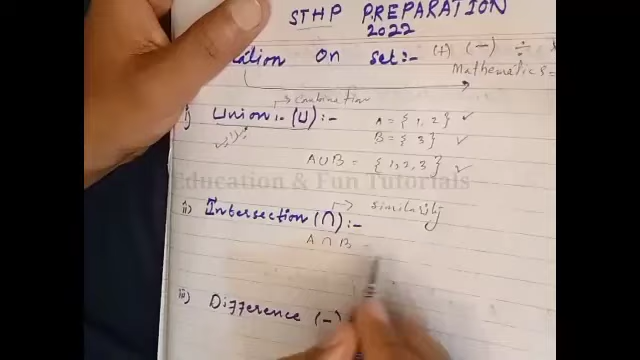 STHP PREPARATION
2022
ation on set:- (+) (-) ÷
Mathematics =
i) Union:- (U) :- → Combination
A = { 1, 2 } ✓
B = { 3 } ✓
A∪B = { 1, 2, 3 } ✓
Education & Fun Tutorials
ii) Intersection (∩) :- → Similarity
A ∩ B
iii) Difference (-)